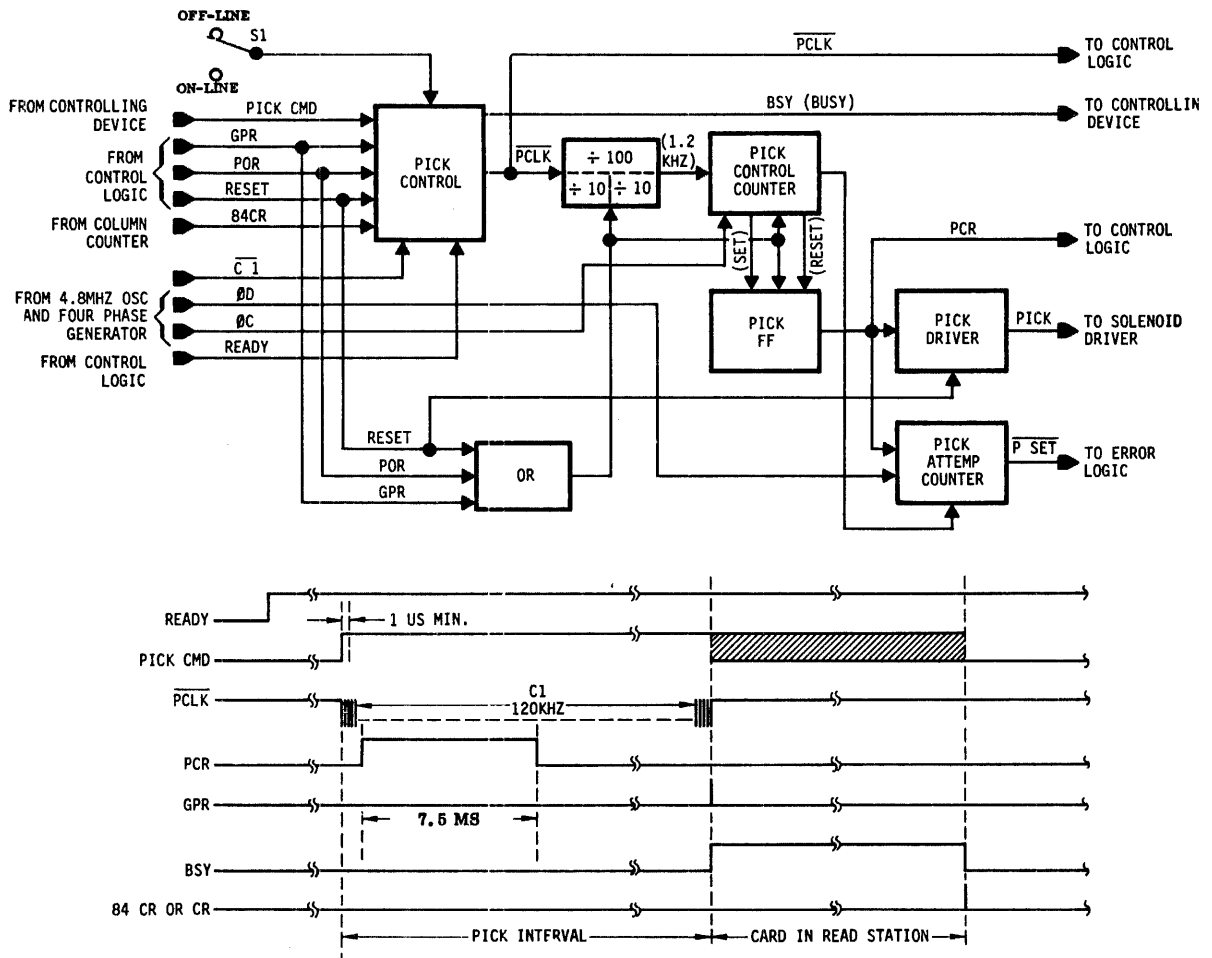 OFF-LINE
S1
ON-LINE
FROM CONTROLLING
DEVICE
PICK CMD
GPR
FROM
CONTROL
LOGIC
POR
RESET
FROM COLUMN
COUNTER
84CR
C 1
FROM 4.8MHZ OSC
AND FOUR PHASE
GENERATOR
ØD
ØC
FROM CONTROL
LOGIC
READY
PICK
CONTROL
PCLK
TO CONTROL
LOGIC
BSY (BUSY)
TO CONTROLLIN
DEVICE
PCLK
÷ 100
÷ 10 ÷ 10
(1.2
KHZ)
PICK
CONTROL
COUNTER
(SET)
(RESET)
PICK
FF
PCR
TO CONTROL
LOGIC
PICK
DRIVER
PICK
TO SOLENOID
DRIVER
RESET
POR
GPR
OR
PICK
ATTEMP
COUNTER
P SET
TO ERROR
LOGIC
READY
1 US MIN.
PICK CMD
PCLK
C1
120KHZ
PCR
GPR
7.5 MS
BSY
84 CR OR CR
PICK INTERVAL
CARD IN READ STATION